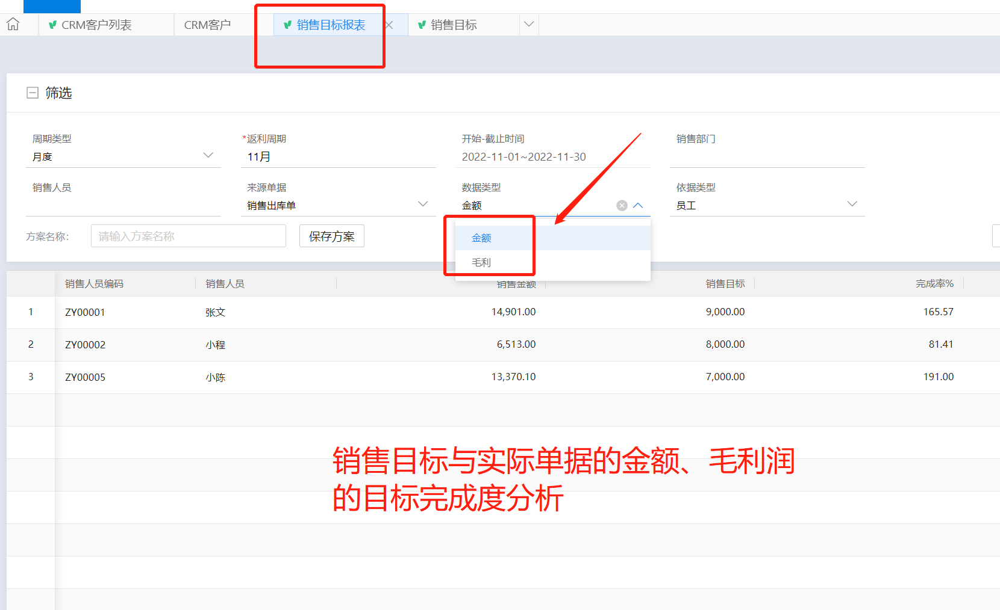 CRM客户列表
CRM客户
销售目标报表
销售目标
筛选
周期类型
*返利周期
开始-截止时间
销售部门
月度
11月
2022-11-01~2022-11-30
销售人员
来源单据
数据类型
依据类型
销售出库单
金额
员工
方案名称：
请输入方案名称
保存方案
金额
毛利
销售人员编码
销售人员
销售金额
销售目标
完成率%
1
ZY00001
张文
14,901.00
9,000.00
165.57
2
ZY00002
小程
6,513.00
8,000.00
81.41
3
ZY00005
小陈
13,370.10
7,000.00
191.00
销售目标与实际单据的金额、毛利润
的目标完成度分析